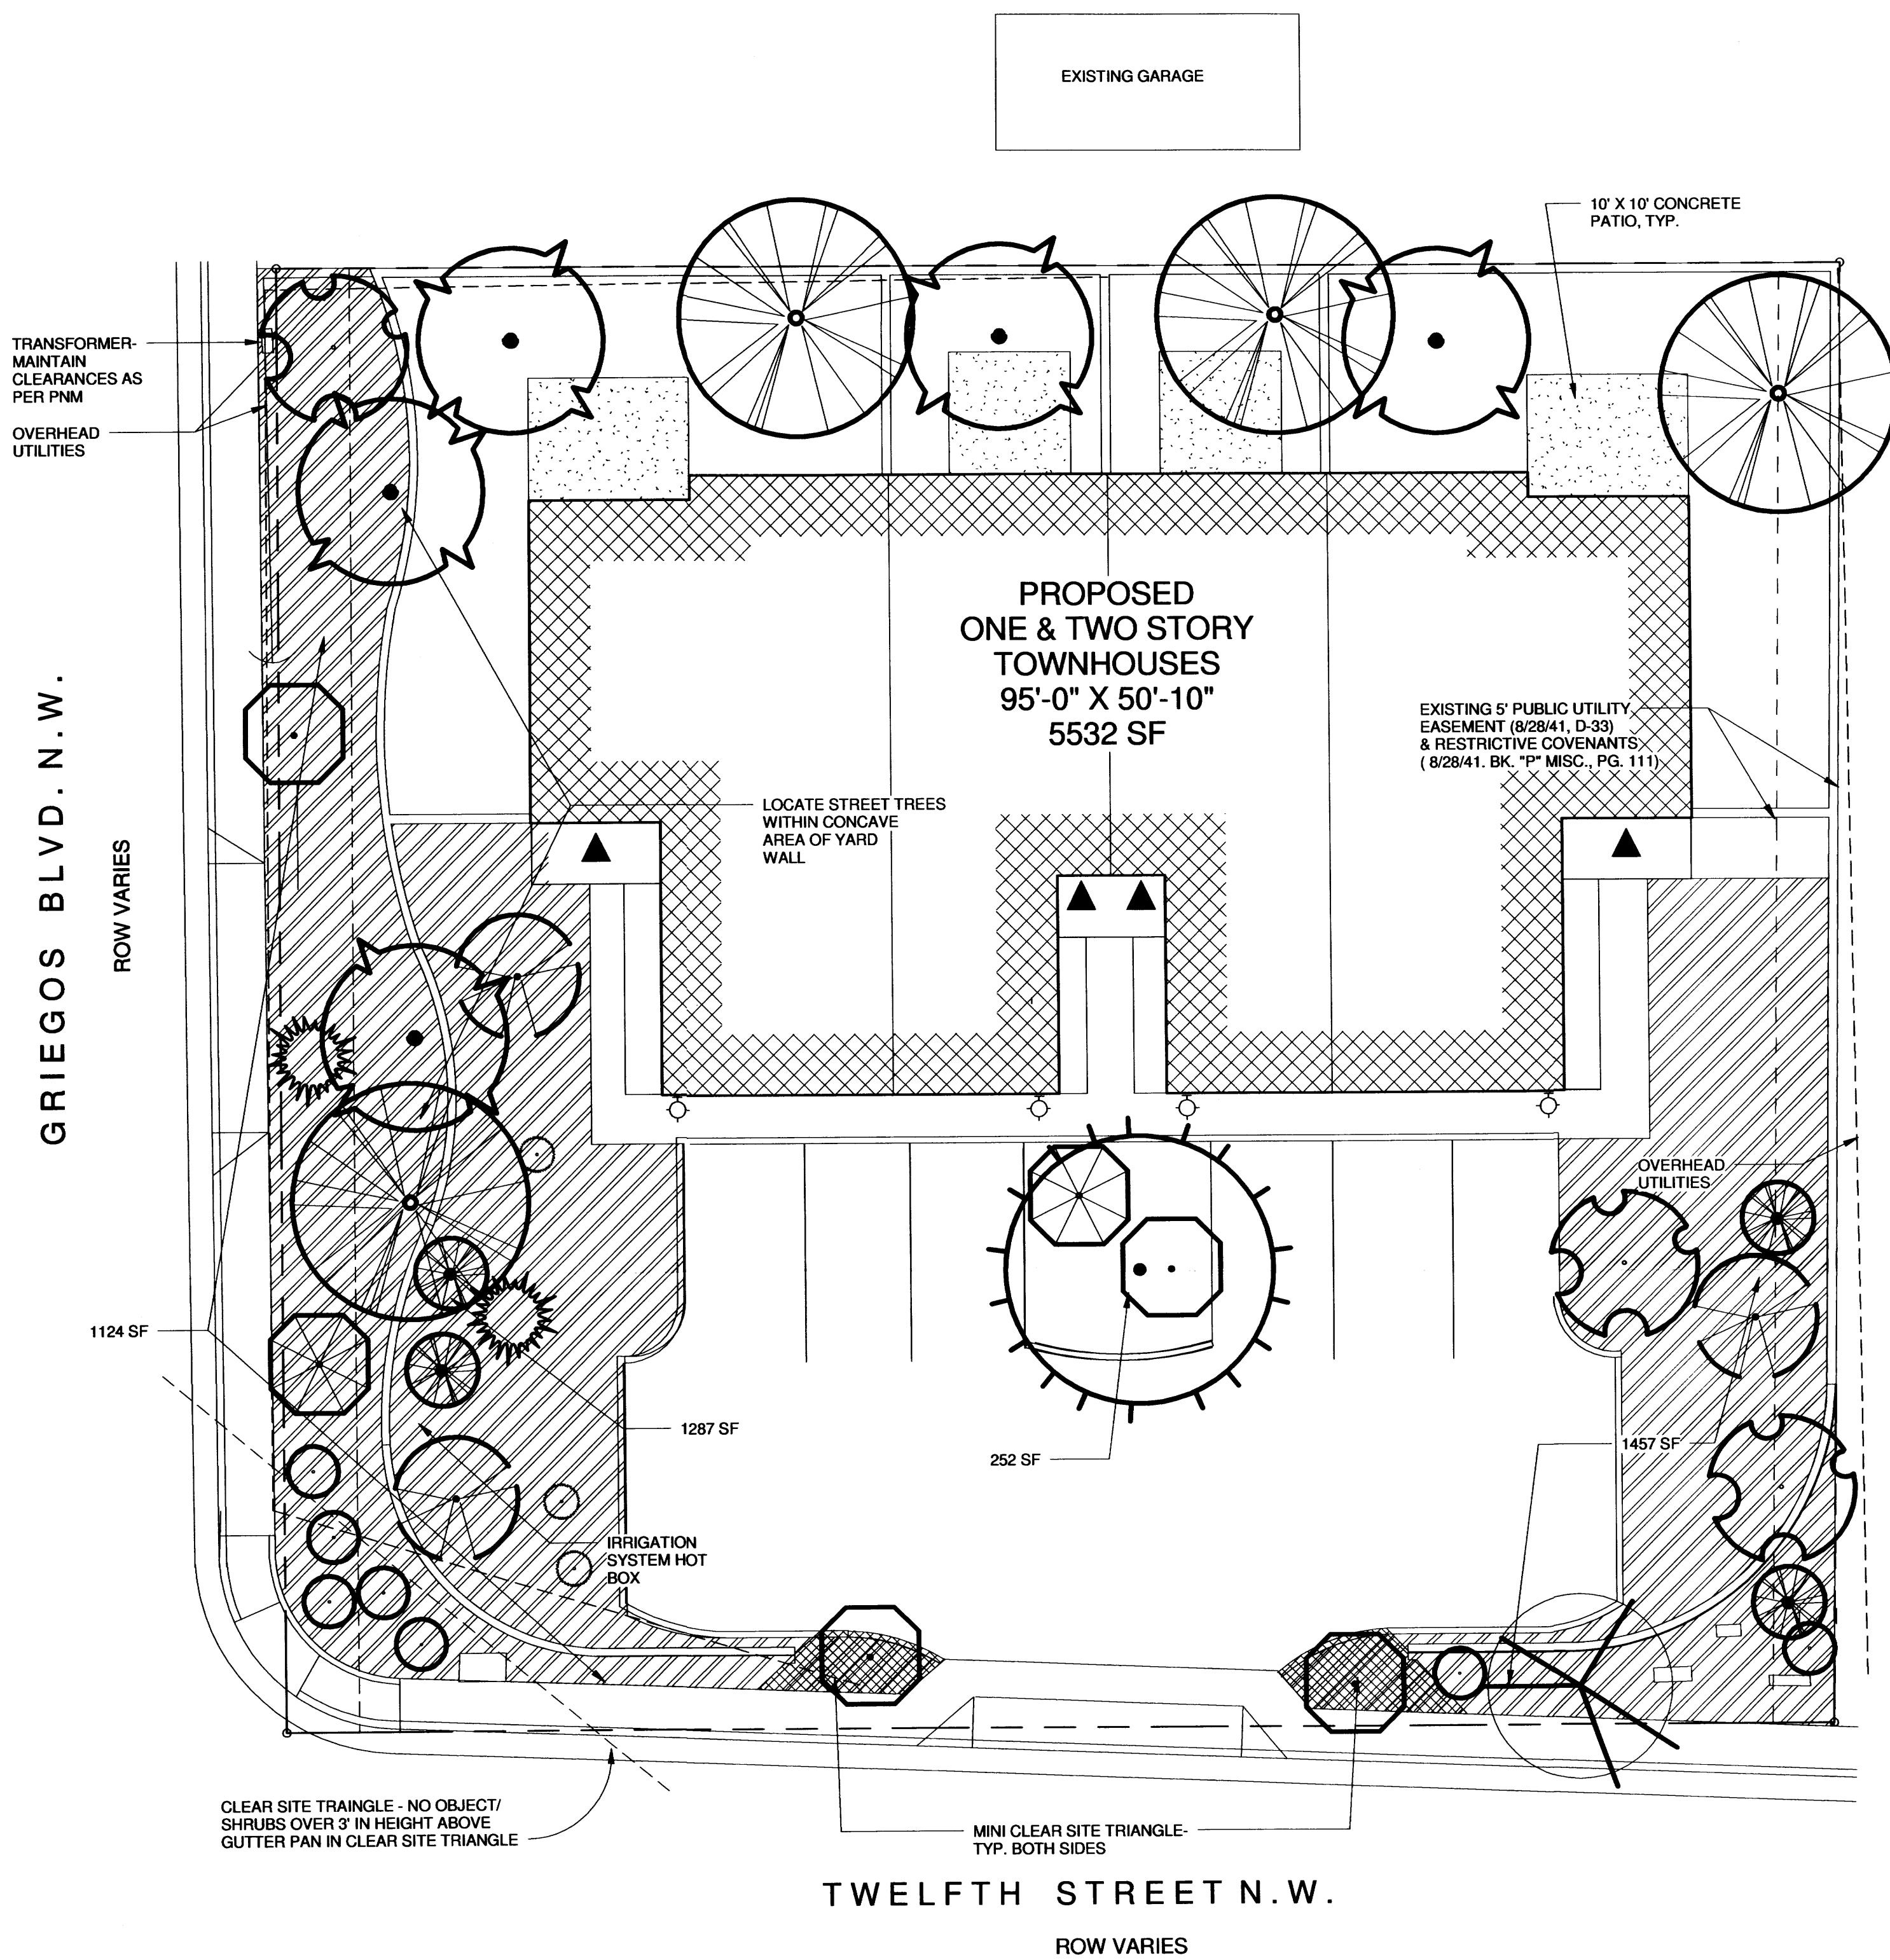 EXISTING GARAGE
10' X 10' CONCRETE
PATIO, TYP.
TRANSFORMER-
MAINTAIN
CLEARANCES AS
PER PNM
OVERHEAD
UTILITIES
PROPOSED
ONE & TWO STORY
TOWNHOUSES
95'-0" X 50'-10"
5532 SF
EXISTING 5' PUBLIC UTILITY
EASEMENT (8/28/41, D-33)
& RESTRICTIVE COVENANTS
( 8/28/41. BK. "P" MISC., PG. 111)
LOCATE STREET TREES
WITHIN CONCAVE
AREA OF YARD
WALL
GRIEGOS BLVD. N.W.
ROW VARIES
OVERHEAD
UTILITIES
1124 SF
1287 SF
252 SF
1457 SF
IRRIGATION
SYSTEM HOT
BOX
CLEAR SITE TRAINGLE - NO OBJECT/
SHRUBS OVER 3' IN HEIGHT ABOVE
GUTTER PAN IN CLEAR SITE TRIANGLE
MINI CLEAR SITE TRIANGLE-
TYP. BOTH SIDES
TWELFTH STREET N.W.
ROW VARIES